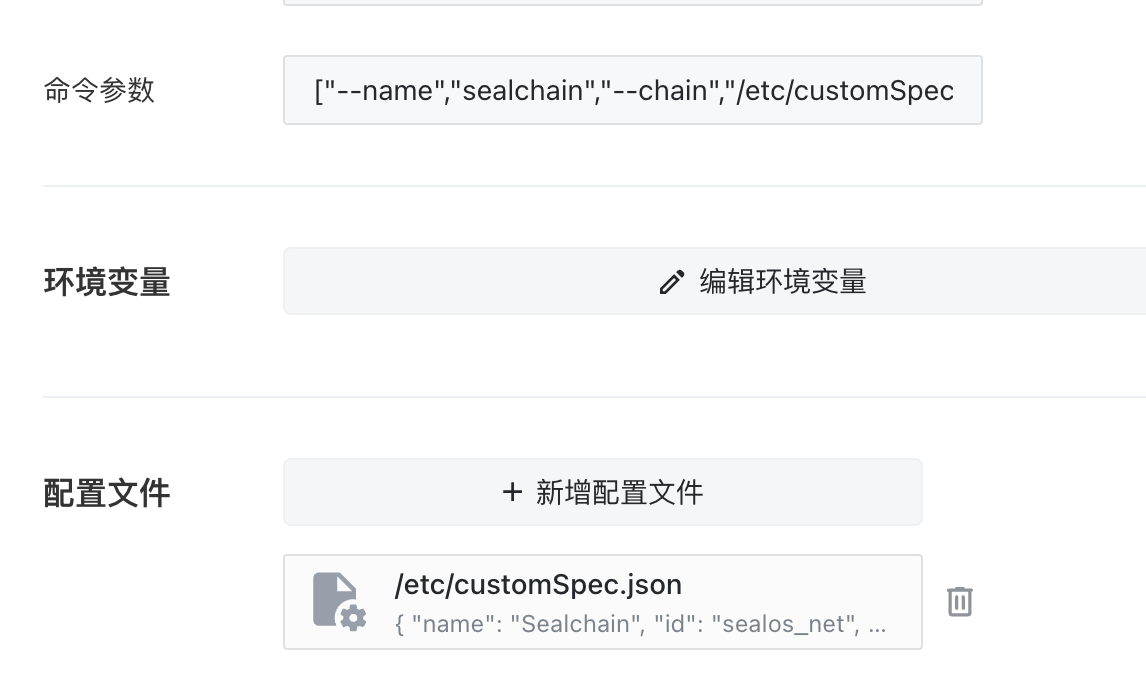 命令参数
["--name","sealchain","--chain","/etc/customSpec
环境变量
编辑环境变量
配置文件
+ 新增配置文件
/etc/customSpec.json
{ "name": "Sealchain", "id": "sealos_net", ...